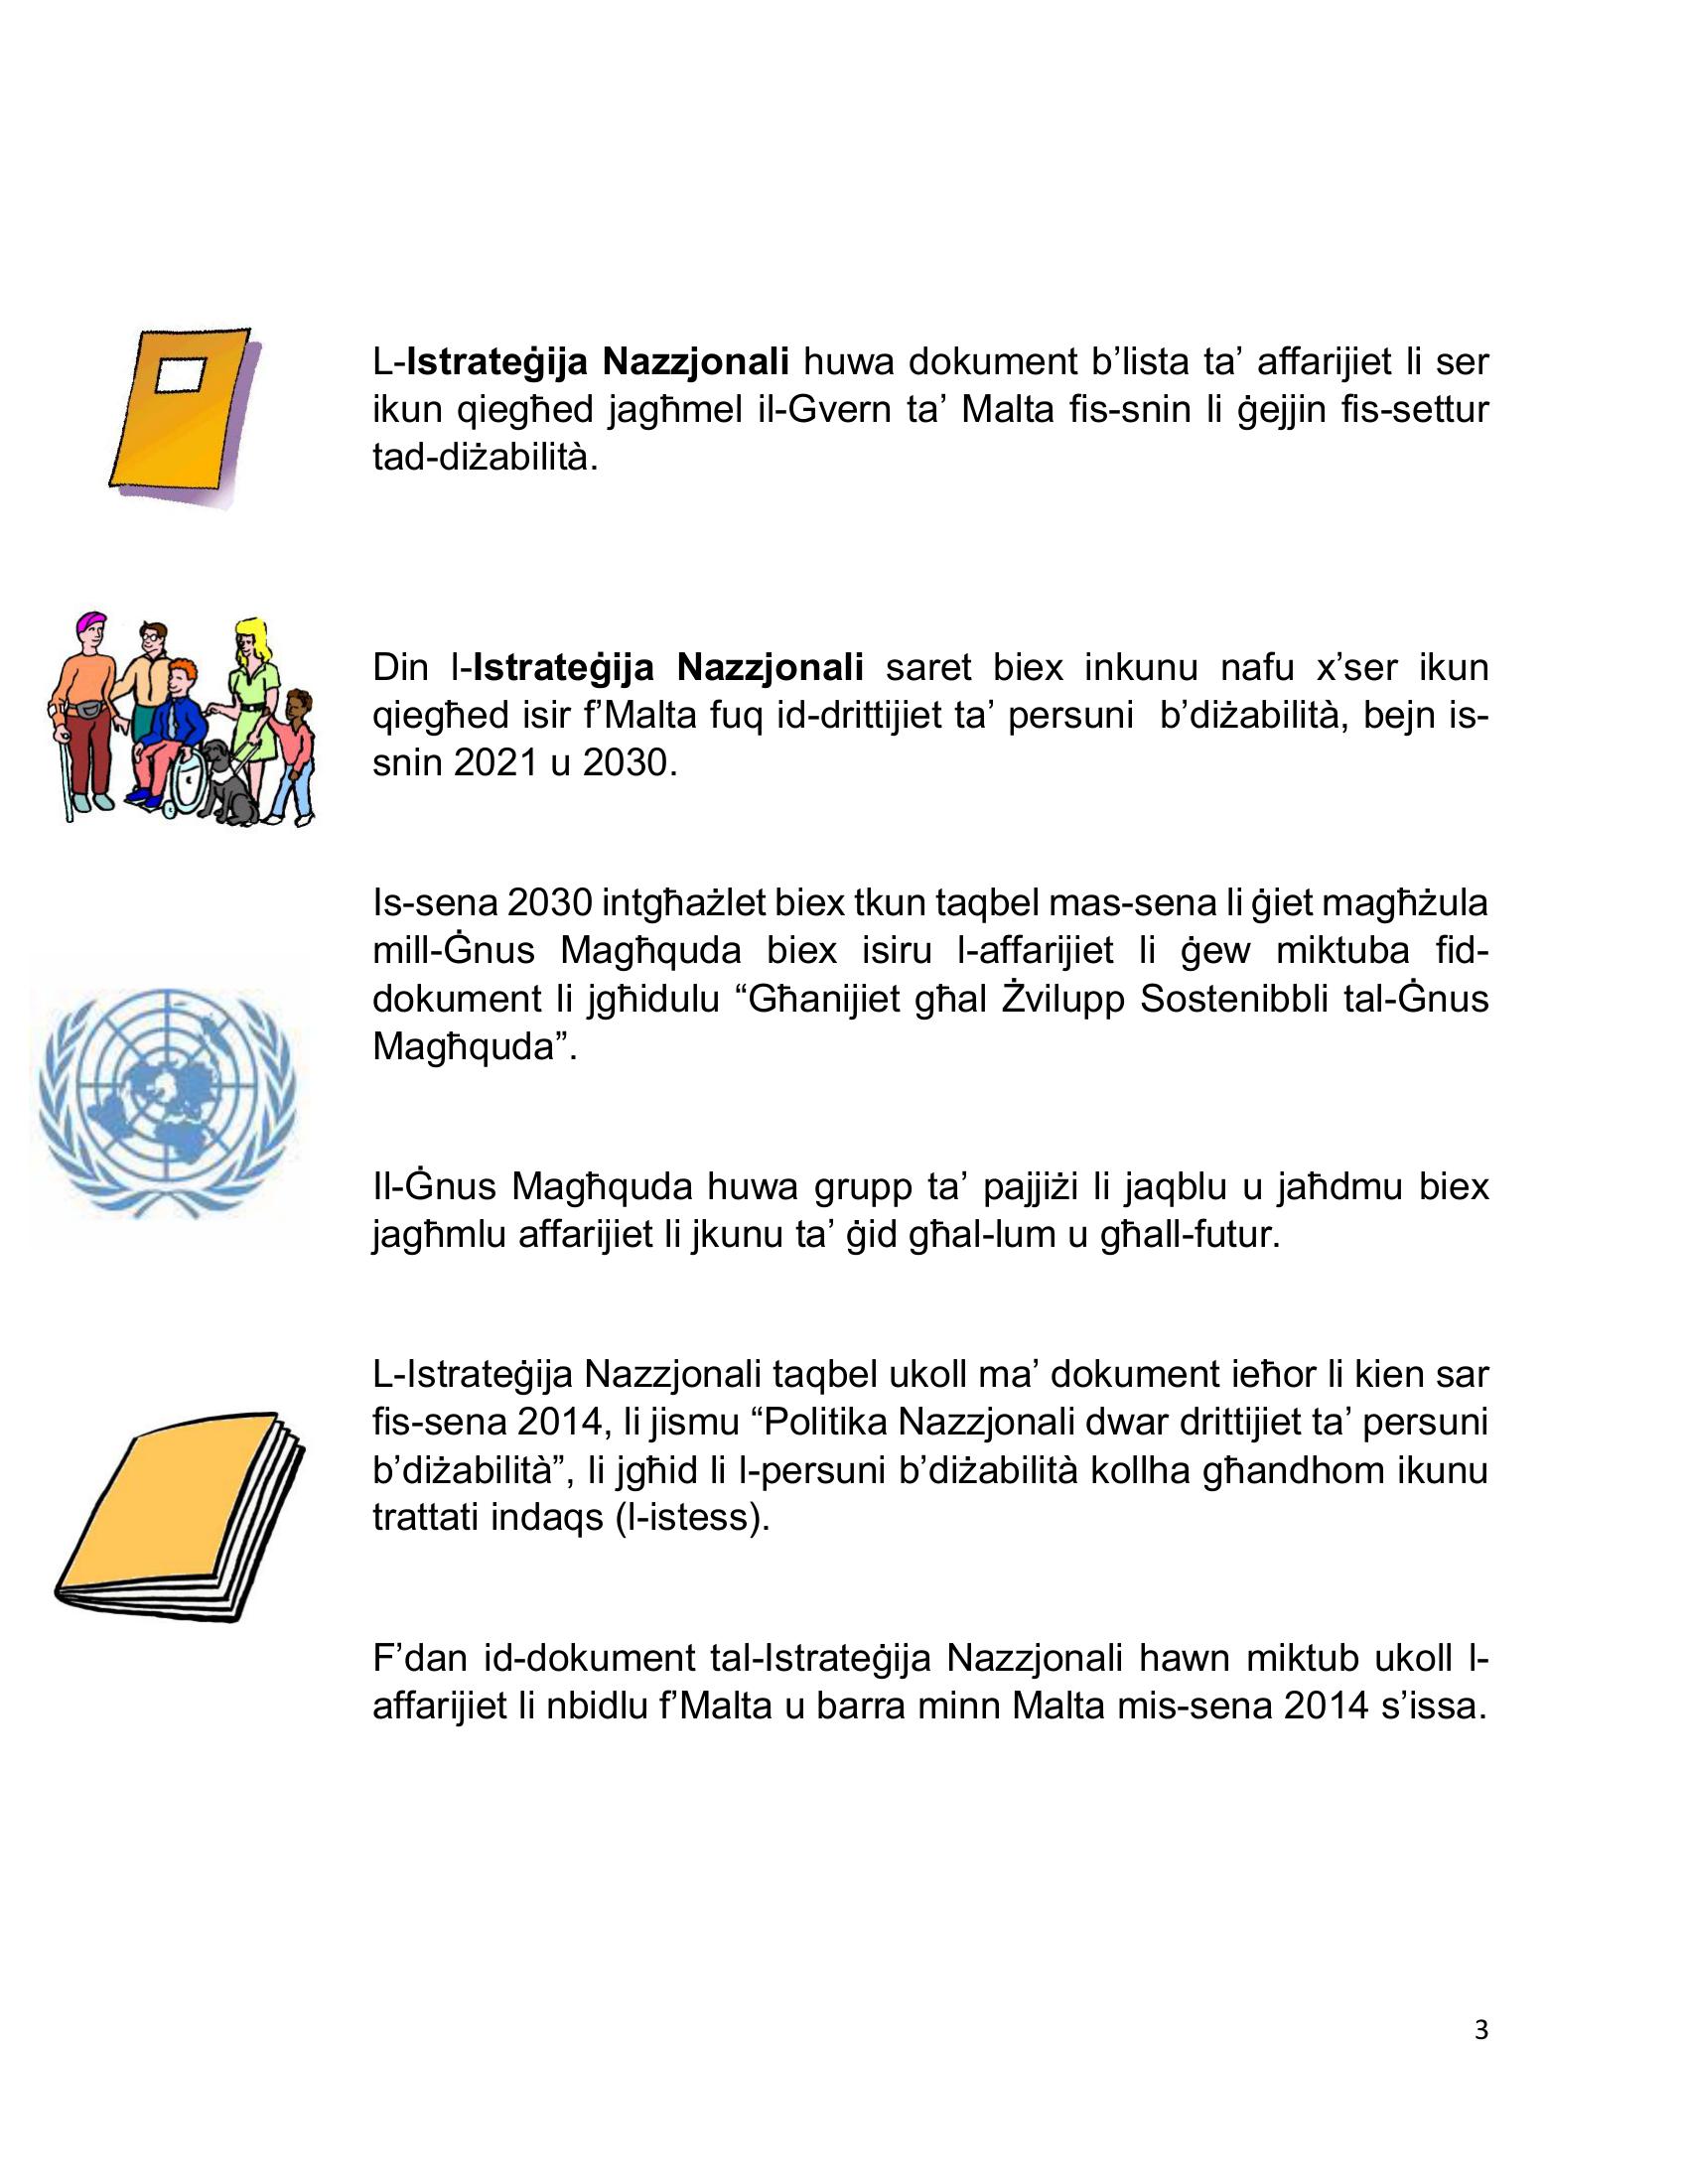 L-Istrateġija Nazzjonali huwa dokument b’lista ta’ affarijiet li ser
ikun qiegħed jagħmel il-Gvern ta’ Malta fis-snin li ġejjin fis-settur
tad-diżabilità.
Din l-Istrateġija Nazzjonali saret biex inkunu nafu x’ser ikun
qiegħed isir f’Malta fuq id-drittijiet ta’ persuni  b’diżabilità, bejn is-
snin 2021 u 2030.
Is-sena 2030 intgħażlet biex tkun taqbel mas-sena li ġiet magħżula
mill-Ġnus Magħquda biex isiru l-affarijiet li ġew miktuba fid-
dokument li jgħidulu “Għanijiet għal Żvilupp Sostenibbli tal-Ġnus
Magħquda”.
Il-Ġnus Magħquda huwa grupp ta’ pajjiżi li jaqblu u jaħdmu biex
jagħmlu affarijiet li jkunu ta’ ġid għal-lum u għall-futur.
L-Istrateġija Nazzjonali taqbel ukoll ma’ dokument ieħor li kien sar
fis-sena 2014, li jismu “Politika Nazzjonali dwar drittijiet ta’ persuni
b’diżabilità”, li jgħid li l-persuni b’diżabilità kollha għandhom ikunu
trattati indaqs (l-istess).
F’dan id-dokument tal-Istrateġija Nazzjonali hawn miktub ukoll l-
affarijiet li nbidlu f’Malta u barra minn Malta mis-sena 2014 s’issa.
3